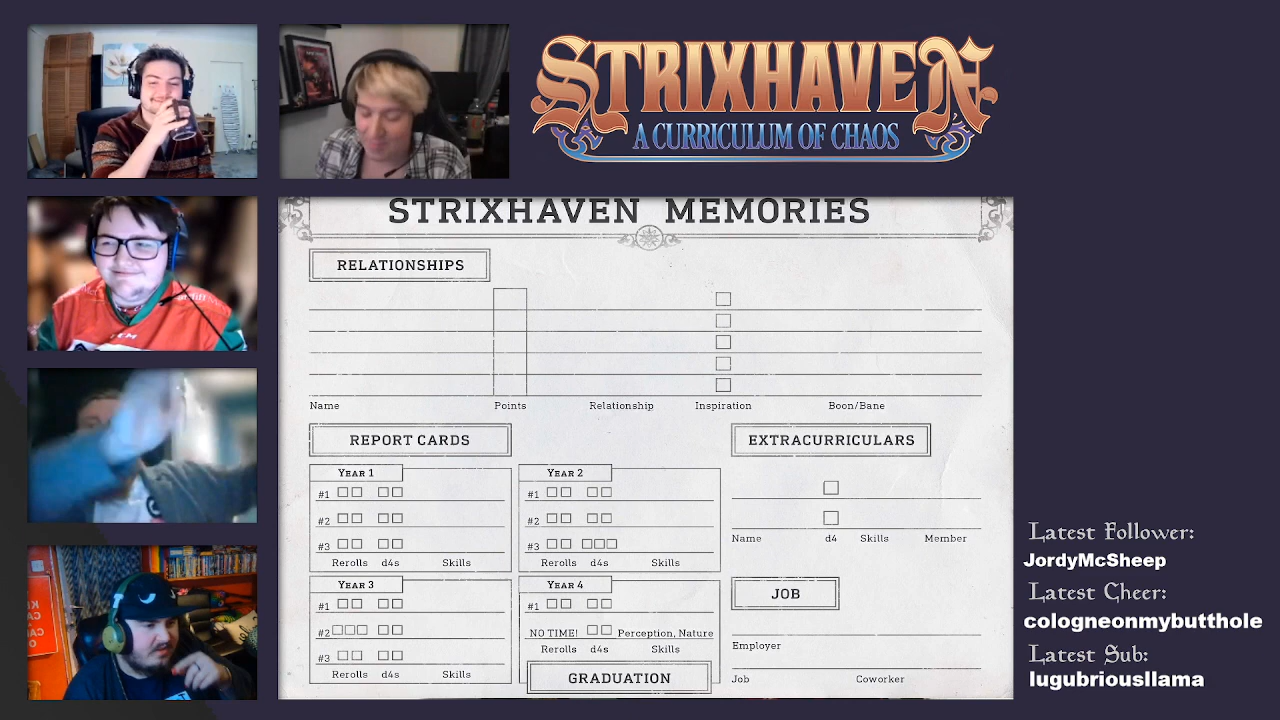 STRIXHAVEN
A CURRICULUM OF CHAOS
STRIXHAVEN MEMORIES
RELATIONSHIPS
Name Points Relationship Inspiration Boon/Bane
REPORT CARDS
EXTRACURRICULARS
YEAR 1
#1
#2
#3
Rerolls d4s Skills
YEAR 2
#1
#2
#3
Rerolls d4s Skills
Name d4 Skills Member
YEAR 3
#1
#2
#3
Rerolls d4s Skills
YEAR 4
#1
NO TIME! Perception, Nature
Rerolls d4s Skills
GRADUATION
JOB
Employer
Job Coworker
Latest Follower:
JordyMcSheep
Latest Cheer:
cologneonmybutthole
Latest Sub:
lugubriousllama